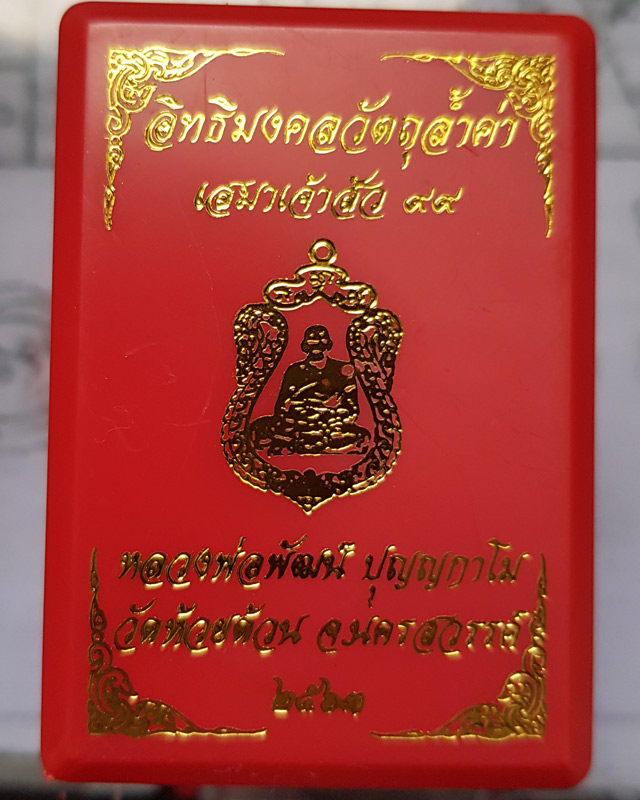 อิทธิมงคลวัตถุล้ำค่า
เสมาเจ้าสัว ๙๙
หลวงพ่อพัฒน์ ปุญญกาโม
วัดห้วยด้วน จ.นครสวรรค์
๒๕๖๓